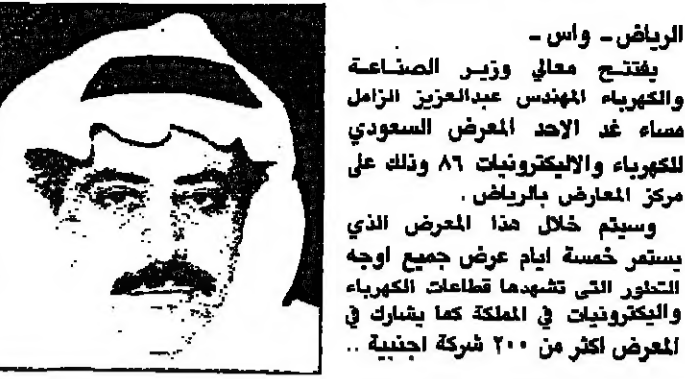 الرياض - واس -
يفتتح معالي وزير الصناعة
والكهرباء المهندس عبدالعزيز الزامل
مساء غد الاحد المعرض السعودي
للكهرباء والاليكترونيات ٨٦ وذلك على
مركز المعارض بالرياض .
وسيتم خلال هذا المعرض الذي
يستمر خمسة ايام عرض جميع اوجه
التطور التى تشهدها قطاعات الكهرباء
واليكترونيات في المملكة كما يشارك في
المعرض اكثر من ٢٠٠ شركة اجنبية ..